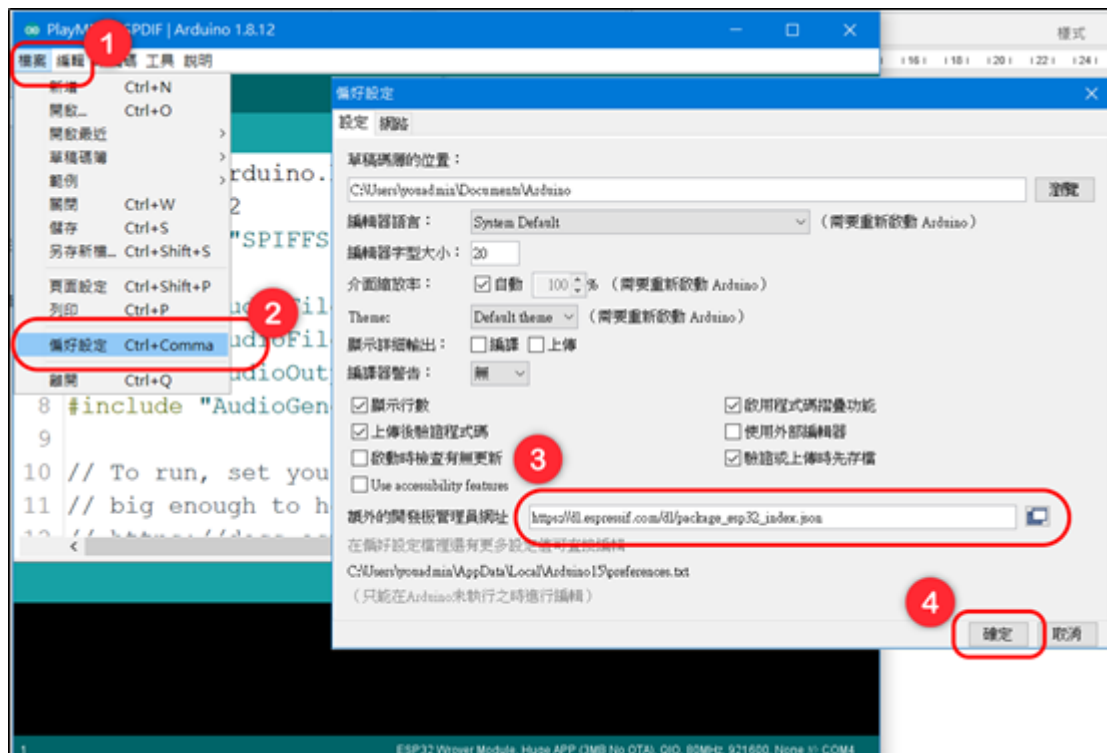 PlayM SPDIF | Arduino 1.8.12
1
檔案 編輯 碼 工具 說明
樣式
16 18 20 22 24
新增 Ctrl+N
開啟... Ctrl+O
開啟最近 >
草稿碼簿 >
範例 >
關閉 Ctrl+W
儲存 Ctrl+S
另存新檔... Ctrl+Shift+S
頁面設定 Ctrl+Shift+P
列印 Ctrl+P
2
偏好設定 Ctrl+Comma
離開 Ctrl+Q
rduino.
2
"SPIFFS
udioFil
udioFil
udioOut
8 #include "AudioGen
9
10 // To run, set you
11 // big enough to h
偏好設定
設定 網路
草稿碼簿的位置：
C:\Users\youadmin\Documents\Arduino 瀏覽
編輯器語言： System Default （需要重新啟動 Arduino）
編輯器字型大小： 20
介面縮放率： 自動 100 % （需要重新啟動 Arduino）
Theme: Default theme （需要重新啟動 Arduino）
顯示詳細輸出： 編譯 上傳
編譯器警告： 無
顯示行數 啟用程式碼摺疊功能
上傳後驗證程式碼 使用外部編輯器
啟動時檢查有無更新 驗證或上傳時先存檔
3
Use accessibility features
額外的開發板管理員網址： https://dl.espressif.com/dl/package_esp32_index.json
在偏好設定檔裡還有更多設定值可直接編輯
C:\Users\youadmin\AppData\Local\Arduino15\preferences.txt
（只能在Arduino未執行之時進行編輯）
4
確定 取消
1 ESP32 Wrover Module, Huge APP (3MB No OTA), QIO, 80MHz, 921600, None 於 COM4